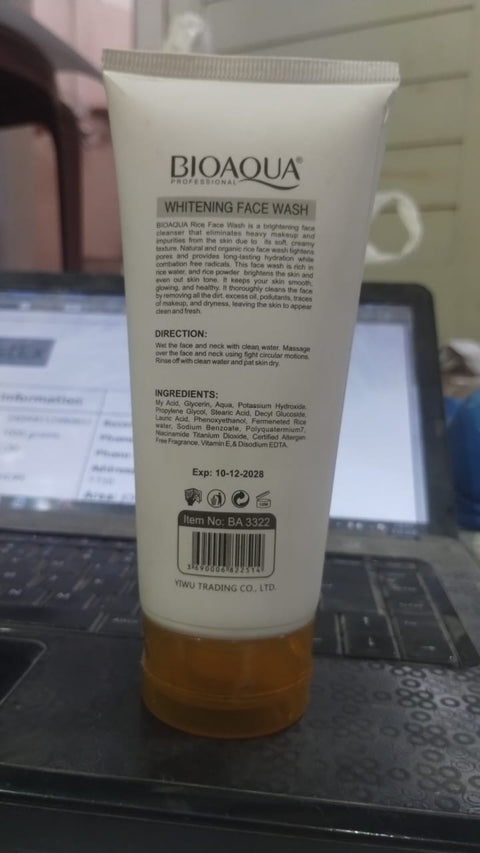 BIOAQUA®
PROFESSIONAL
WHITENING FACE WASH
BIOAQUA Rice Face Wash is a brightening face
cleanser that eliminates heavy makeup and
impurities from the skin due to its soft, creamy
texture. Natural and organic rice face wash tightens
pores and provides long-lasting hydration while
combation free radicals. This face wash is rich in
rice water, and rice powder brightens the skin and
even out skin tone. It keeps your skin smooth,
glowing, and healthy. It thoroughly cleans the face
by removing all the dirt, excess oil, pollutants, traces
of makeup, and dryness, leaving the skin to appear
clean and fresh.
DIRECTION:
Wet the face and neck with clean water. Massage
over the face and neck using fight circular motions.
Rinse off with clean water and pat skin dry.
INGREDIENTS:
My Acid, Glycerin, Aqua, Potassium Hydroxide,
Propylene Glycol, Stearic Acid, Decyl Glucoside,
Lauric Acid, Phenoxyethanol, Fermeneted Rice
water, Sodium Benzoate, Polyquatermium7,
Niacinamide Titanium Dioxide, Certified Allergen
Free Fragrance, Vitamin E,& Disodium EDTA.
Exp: 10-12-2028
Item No: BA 3322
YIWU TRADING CO., LTD.
Information